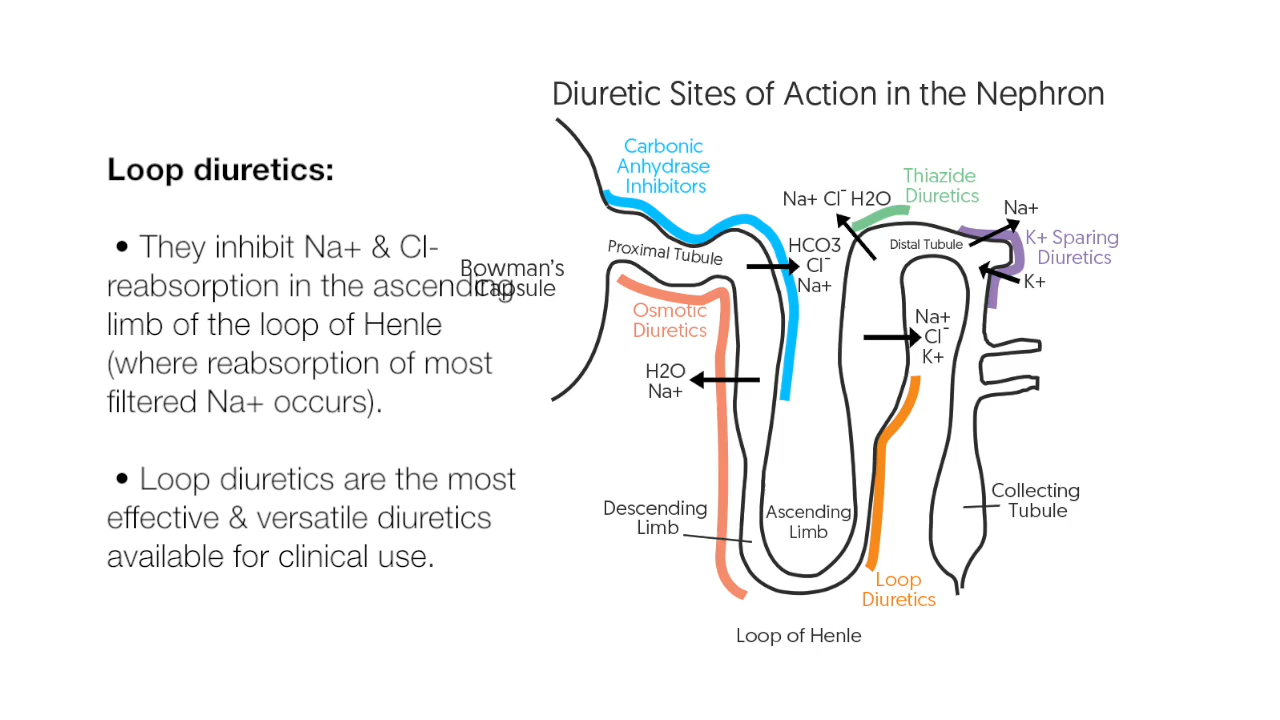 Diuretic Sites of Action in the Nephron
Loop diuretics:
• They inhibit Na+ & Cl-
reabsorption in the ascending
limb of the loop of Henle
(where reabsorption of most
filtered Na+ occurs).
• Loop diuretics are the most
effective & versatile diuretics
available for clinical use.
Bowman's
Capsule
Carbonic
Anhydrase
Inhibitors
Proximal Tubule
Osmotic
Diuretics
H2O
Na+
HCO3
Cl⁻
Na+
Na+ Cl⁻ H2O
Thiazide
Diuretics
Distal Tubule
Na+
K+ Sparing
Diuretics
K+
Na+
Cl⁻
K+
Descending
Limb
Ascending
Limb
Collecting
Tubule
Loop
Diuretics
Loop of Henle